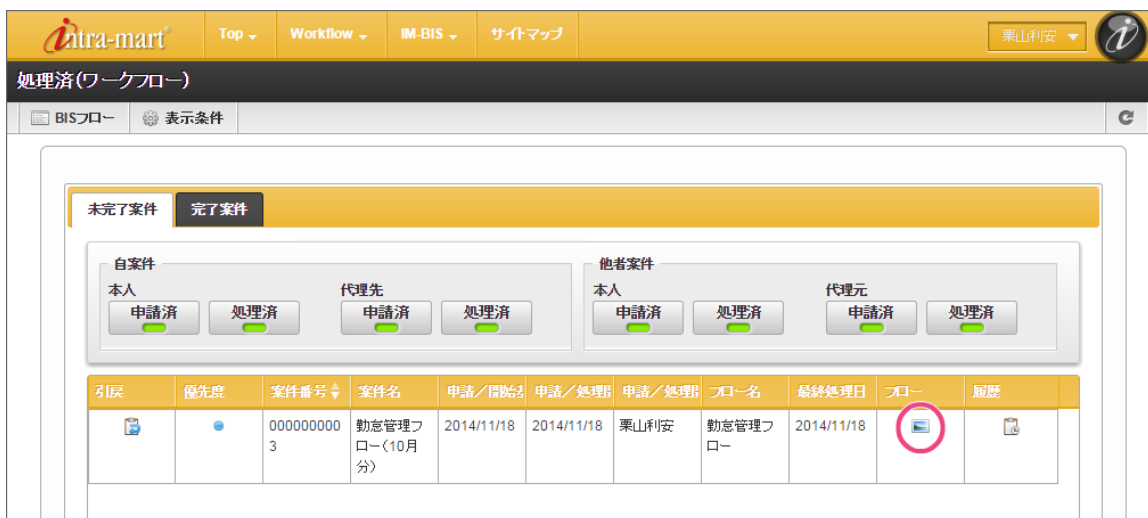 intra-mart Top Workflow IM-BIS サイトマップ 栗山利安
処理済(ワークフロー)
BISフロー 表示条件
未完了案件 完了案件
自案件 他者案件
本人 代理先 本人 代理元
申請済 処理済 申請済 処理済 申請済 処理済 申請済 処理済
引戻 優先度 案件番号 案件名 申請/開始 申請/処理 申請/処理 フロー名 最終処理日 フロー 履歴
000000000 勤怠管理フ 2014/11/18 2014/11/18 栗山利安 勤怠管理フ 2014/11/18
3 ロー(10月 ロー
分)